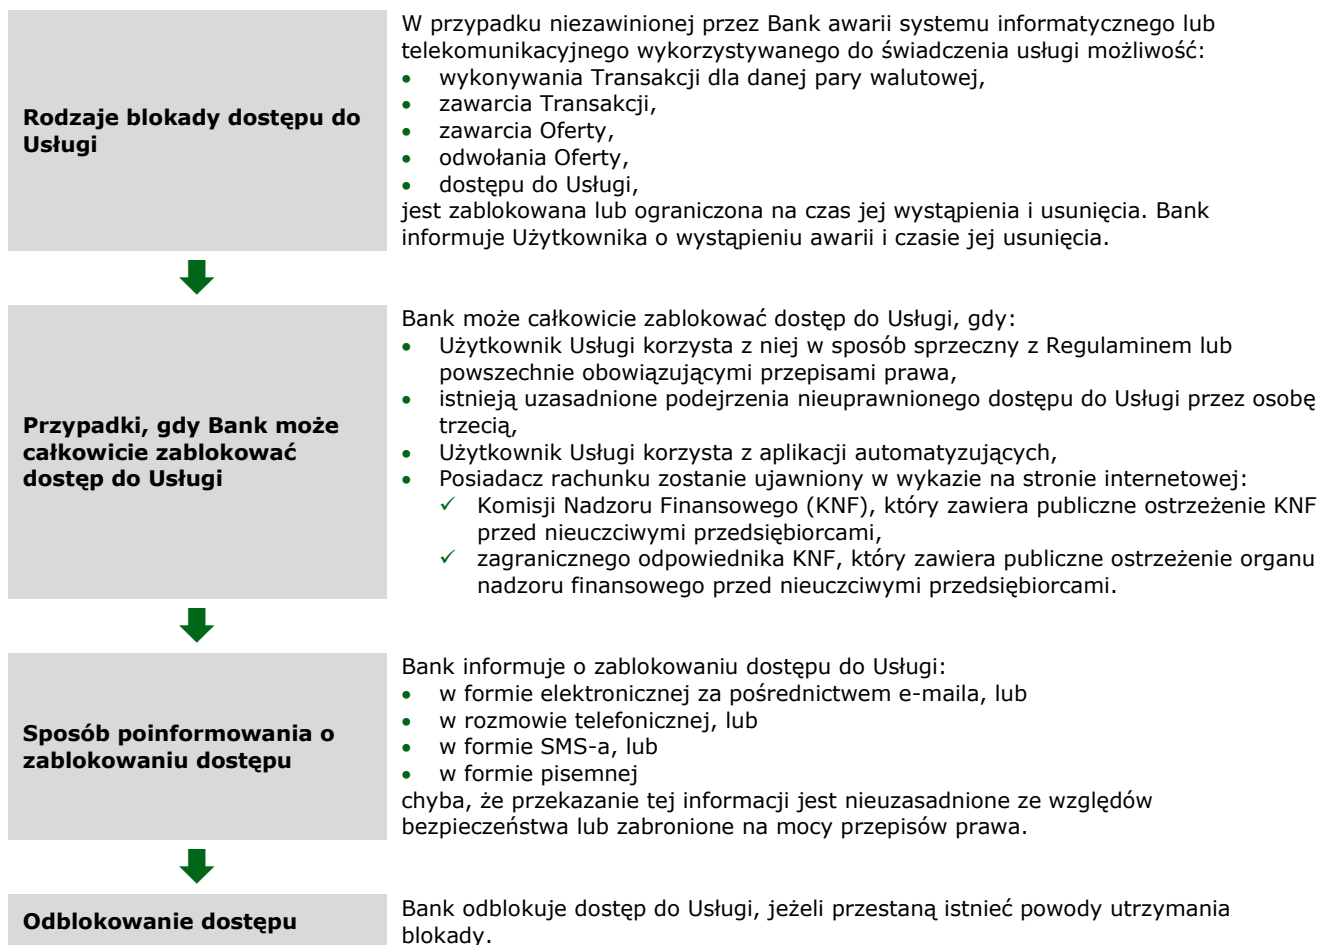 W przypadku niezawinionej przez Bank awarii systemu informatycznego lub
telekomunikacyjnego wykorzystywanego do świadczenia usługi możliwość:
• wykonywania Transakcji dla danej pary walutowej,
• zawarcia Transakcji,
• zawarcia Oferty,
• odwołania Oferty,
• dostępu do Usługi,
jest zablokowana lub ograniczona na czas jej wystąpienia i usunięcia. Bank
informuje Użytkownika o wystąpieniu awarii i czasie jej usunięcia.
Rodzaje blokady dostępu do
Usługi
Bank może całkowicie zablokować dostęp do Usługi, gdy:
• Użytkownik Usługi korzysta z niej w sposób sprzeczny z Regulaminem lub
powszechnie obowiązującymi przepisami prawa,
• istnieją uzasadnione podejrzenia nieuprawnionego dostępu do Usługi przez osobę
trzecią,
• Użytkownik Usługi korzysta z aplikacji automatyzujących,
• Posiadacz rachunku zostanie ujawniony w wykazie na stronie internetowej:
✓ Komisji Nadzoru Finansowego (KNF), który zawiera publiczne ostrzeżenie KNF
przed nieuczciwymi przedsiębiorcami,
✓ zagranicznego odpowiednika KNF, który zawiera publiczne ostrzeżenie organu
nadzoru finansowego przed nieuczciwymi przedsiębiorcami.
Przypadki, gdy Bank może
całkowicie zablokować
dostęp do Usługi
Bank informuje o zablokowaniu dostępu do Usługi:
• w formie elektronicznej za pośrednictwem e-maila, lub
• w rozmowie telefonicznej, lub
• w formie SMS-a, lub
• w formie pisemnej
chyba, że przekazanie tej informacji jest nieuzasadnione ze względów
bezpieczeństwa lub zabronione na mocy przepisów prawa.
Sposób poinformowania o
zablokowaniu dostępu
Bank odblokuje dostęp do Usługi, jeżeli przestaną istnieć powody utrzymania
blokady.
Odblokowanie dostępu